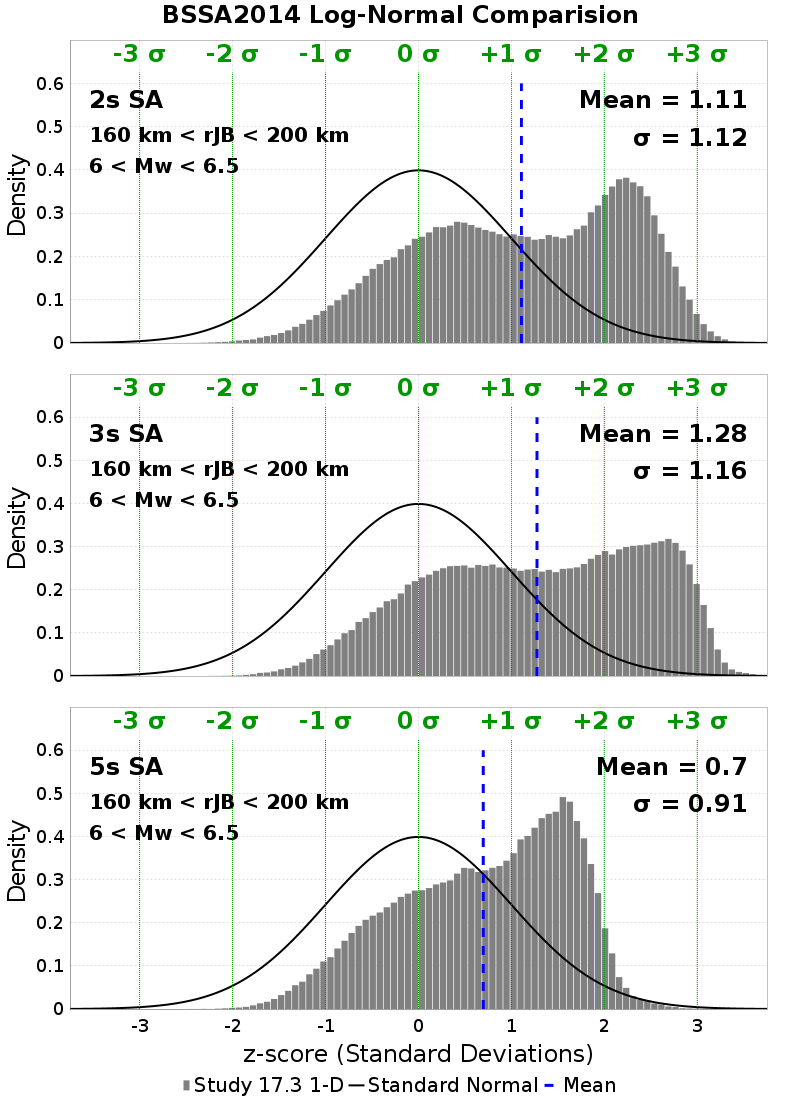 BSSA2014 Log-Normal Comparision
-3 σ -2 σ -1 σ 0 σ +1 σ +2 σ +3 σ
0.6
2s SA Mean = 1.11
0.5
160 km < rJB < 200 km σ = 1.12
6 < Mw < 6.5
0.4
Density
0.3
0.2
0.1
0
-3 σ -2 σ -1 σ 0 σ +1 σ +2 σ +3 σ
0.6
3s SA Mean = 1.28
0.5
160 km < rJB < 200 km σ = 1.16
6 < Mw < 6.5
0.4
Density
0.3
0.2
0.1
0
-3 σ -2 σ -1 σ 0 σ +1 σ +2 σ +3 σ
0.6
5s SA Mean = 0.7
0.5
160 km < rJB < 200 km σ = 0.91
6 < Mw < 6.5
0.4
Density
0.3
0.2
0.1
0
-3 -2 -1 0 1 2 3
z-score (Standard Deviations)
Study 17.3 1-D Standard Normal Mean